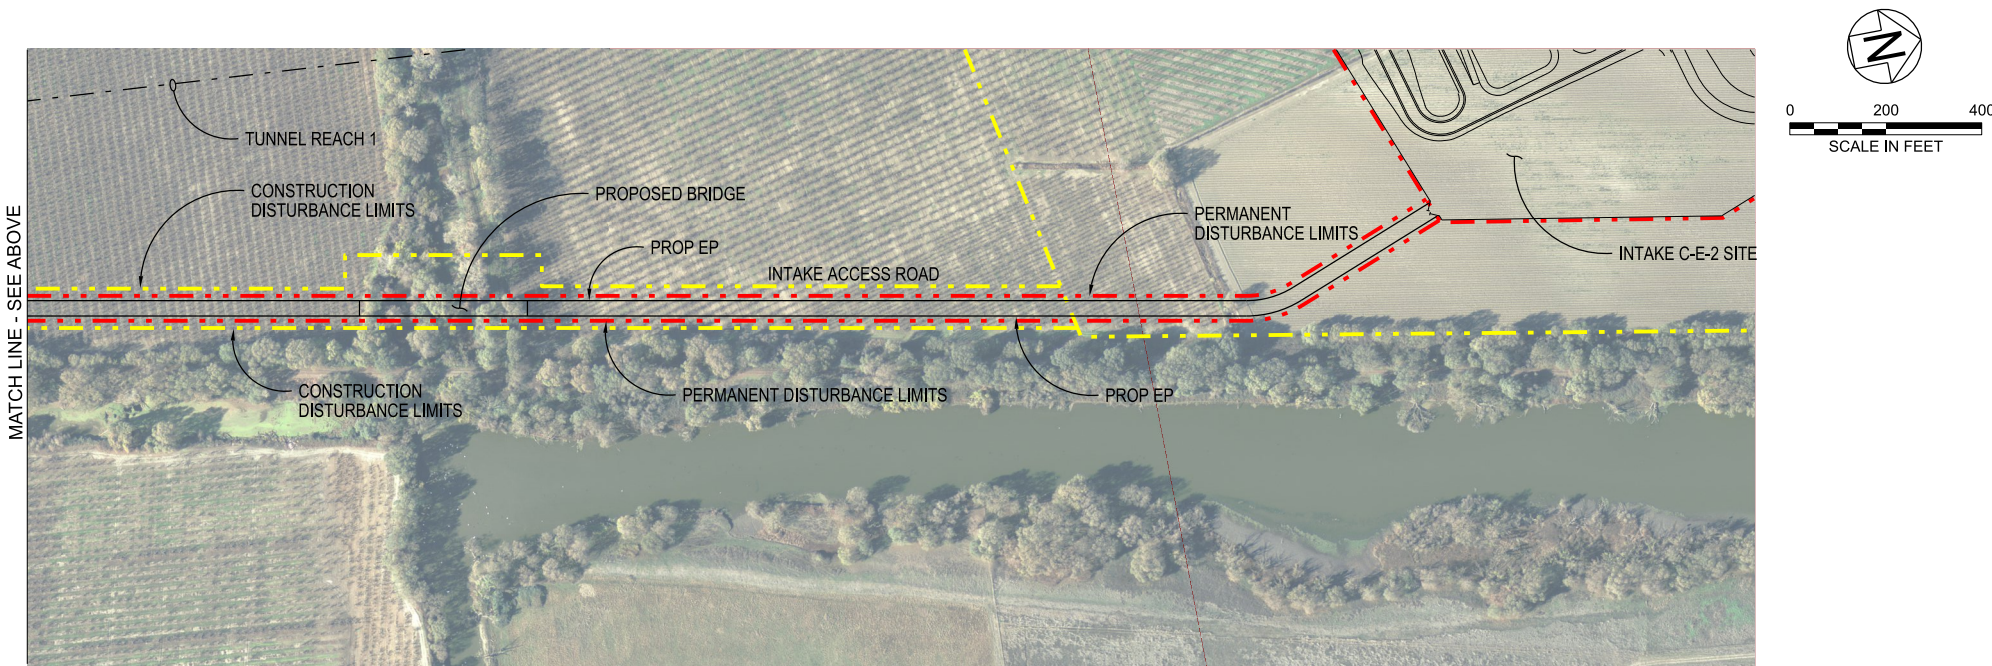 N
0 200 400
SCALE IN FEET
TUNNEL REACH 1
CONSTRUCTION
DISTURBANCE LIMITS
PROPOSED BRIDGE
PROP EP
INTAKE ACCESS ROAD
PERMANENT
DISTURBANCE LIMITS
INTAKE C-E-2 SITE
MATCH LINE - SEE ABOVE
CONSTRUCTION
DISTURBANCE LIMITS
PERMANENT DISTURBANCE LIMITS
PROP EP